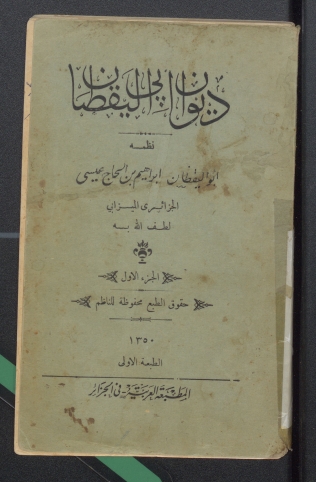 ديوان ابي اليقظان
نظمه
ابو اليقظان ابراهيم بن الحاج عيسى
الجزائري الميزابي
لطف الله به
الجزء الاول
حقوق الطبع محفوظة للناظم
١٣٥٠
الطبعة الاولى
المطبعة العربية في الجزائر